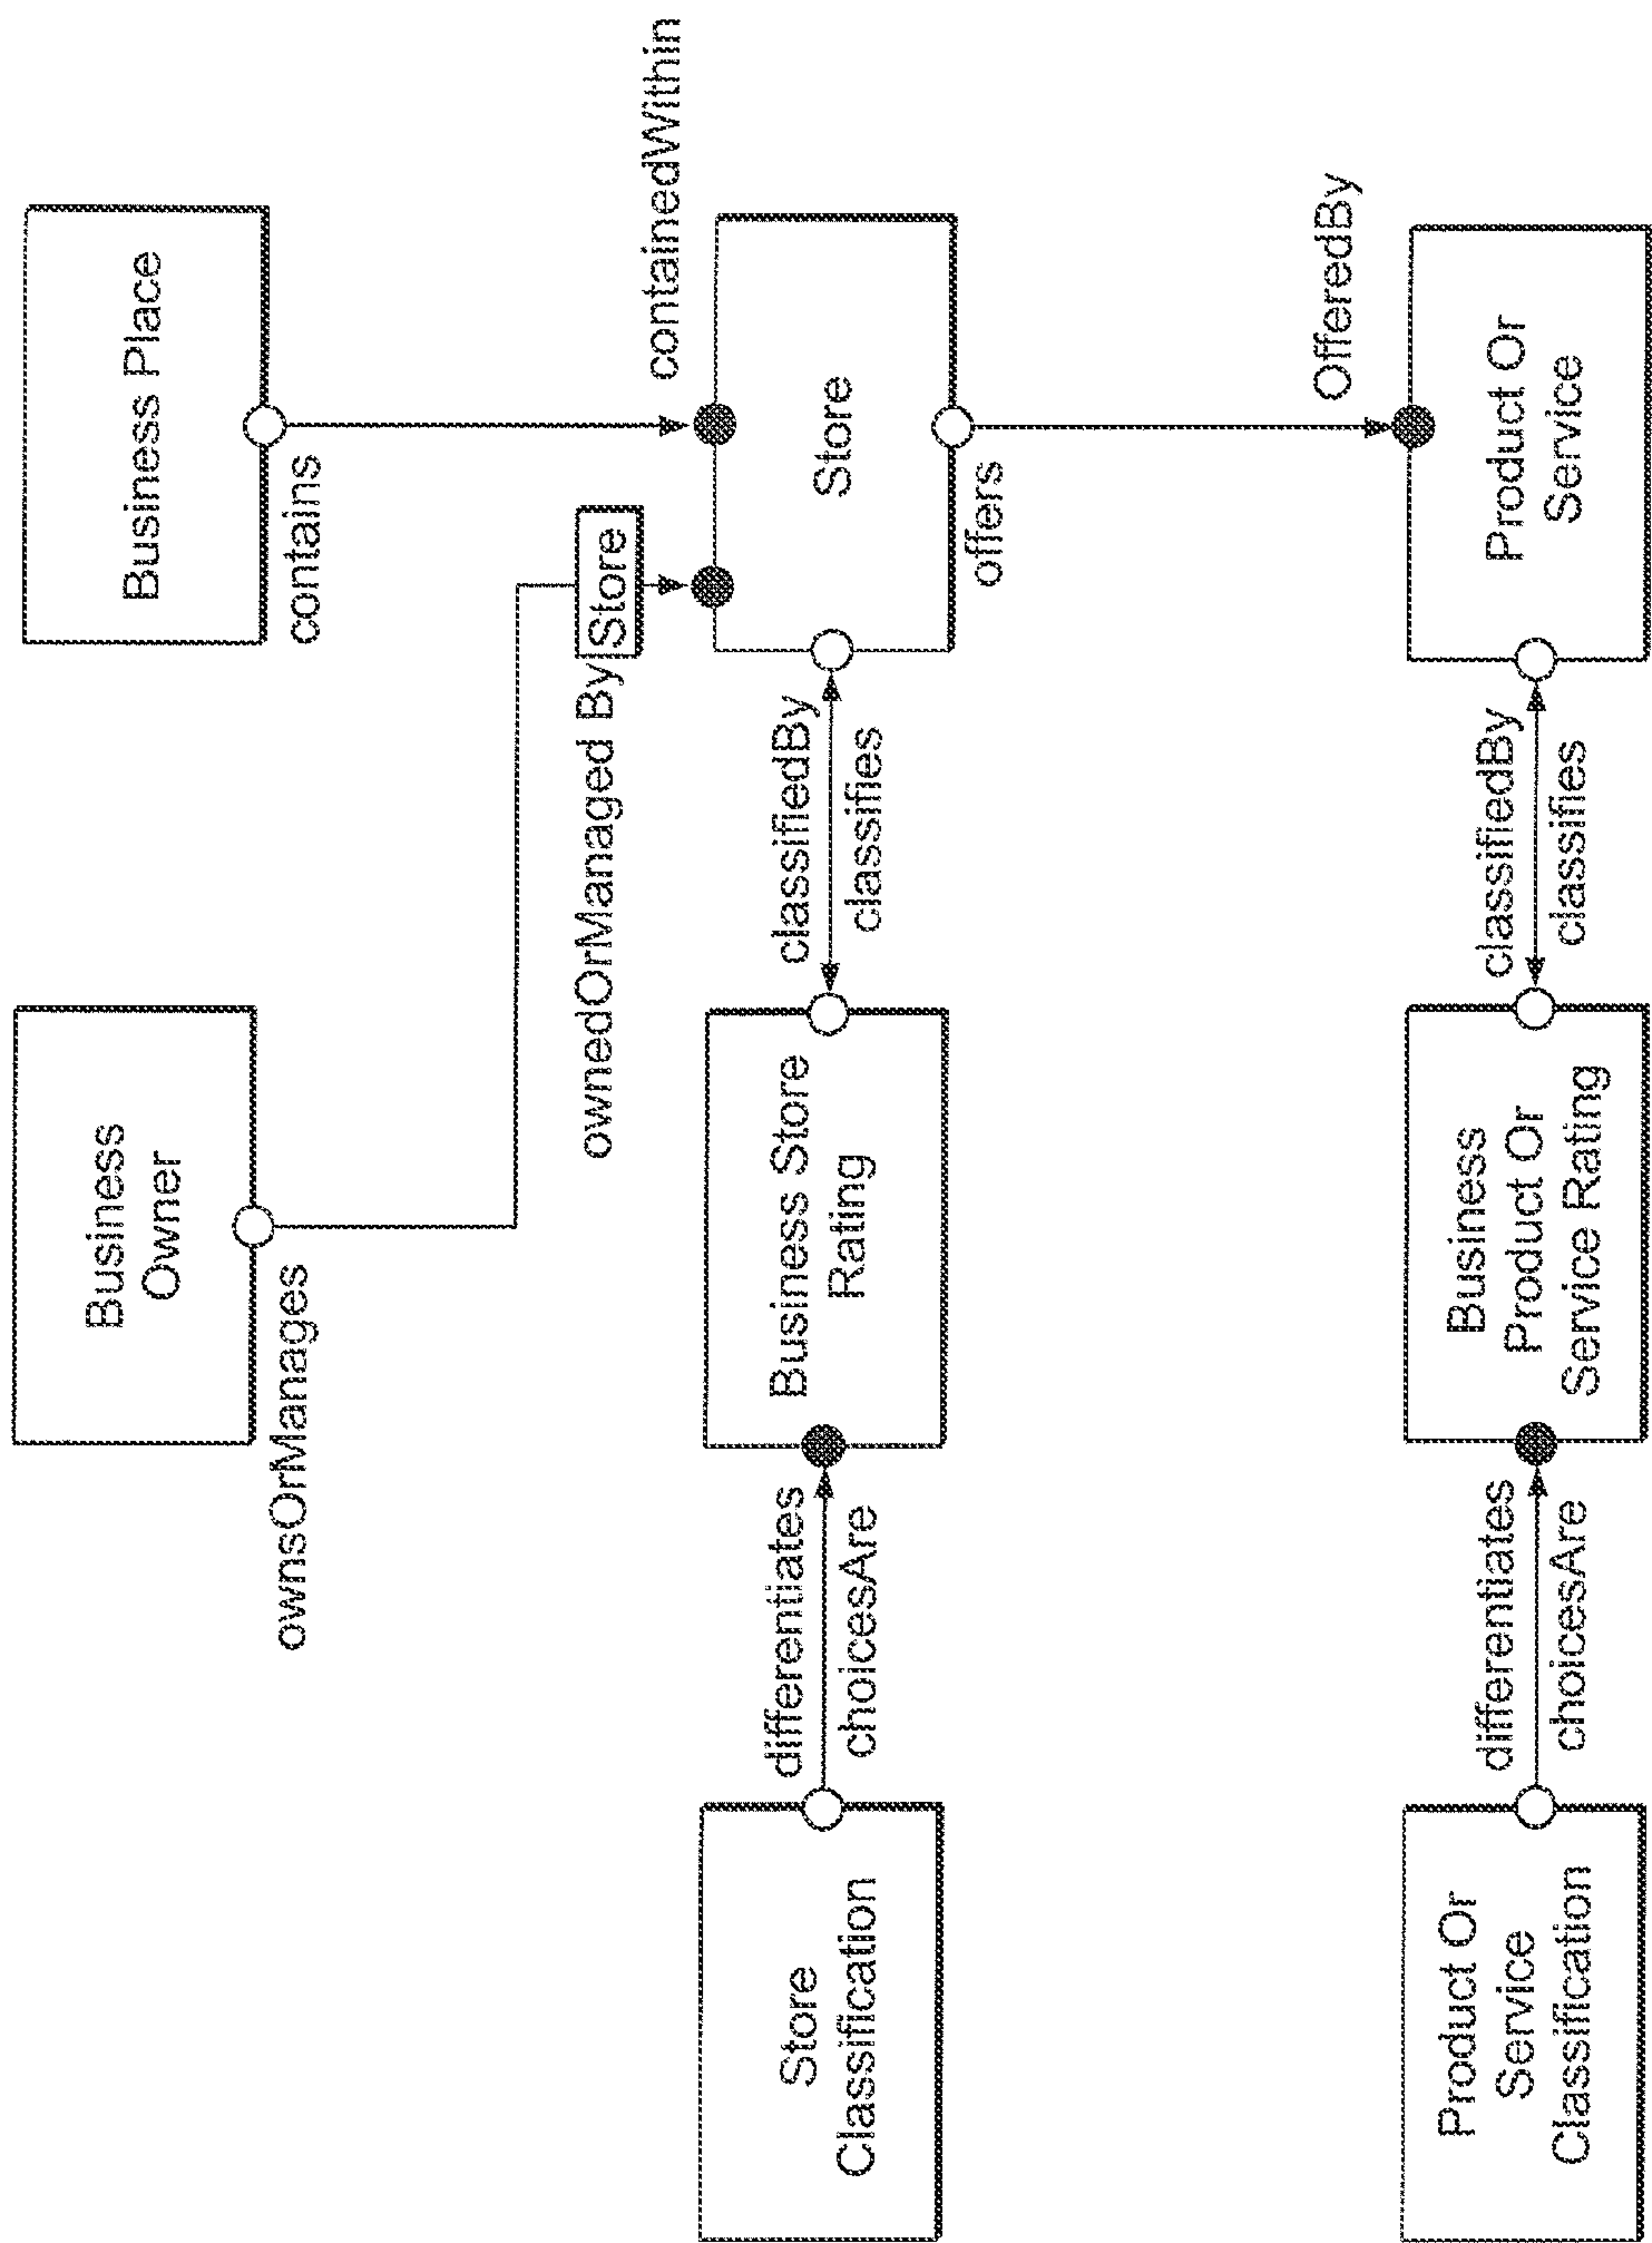 Business
Owner
Business Place
ownsOrManages
contains
ownedOrManaged By
Store
containedWithin
Store
Classification
differentiates
choicesAre
Business Store
Rating
classifiedBy
classifies
Store
offers
OfferedBy
Product Or
Service
Classification
differentiates
choicesAre
Business
Product Or
Service Rating
classifiedBy
classifies
Product Or
Service